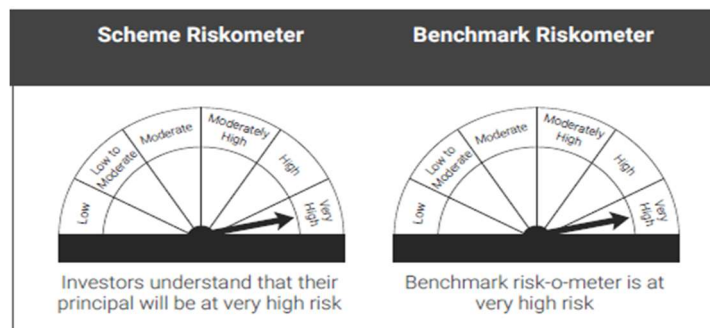 Scheme Riskometer
Benchmark Riskometer
Low
Low to
Moderate
Moderate
Moderately
High
High
Very
High
Investors understand that their
principal will be at very high risk
Low
Low to
Moderate
Moderate
Moderately
High
High
Very
High
Benchmark risk-o-meter is at
very high risk